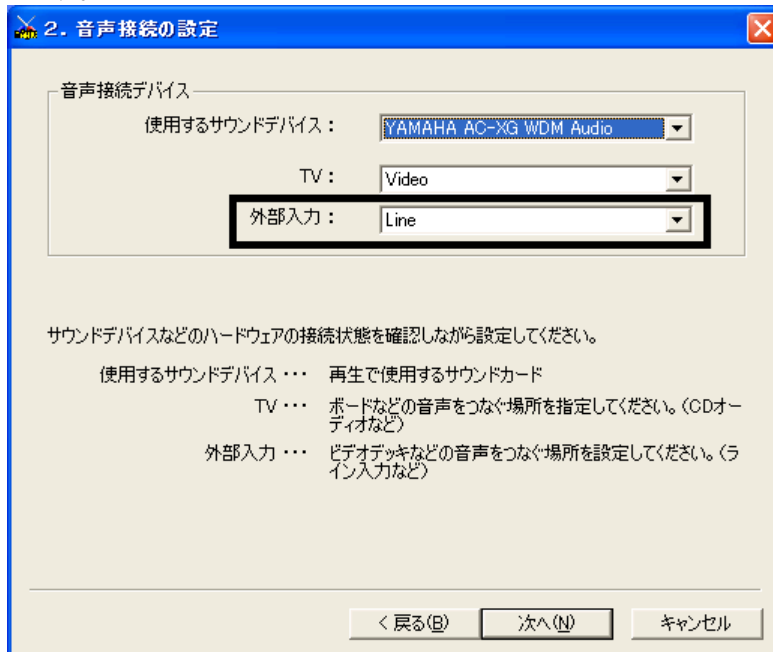 2. 音声接続の設定
音声接続デバイス
使用するサウンドデバイス：
YAMAHA AC-XG WDM Audio
TV：
Video
外部入力：
Line
サウンドデバイスなどのハードウェアの接続状態を確認しながら設定してください。
使用するサウンドデバイス・・・ 再生で使用するサウンドカード
TV・・・ ボードなどの音声をつなぐ場所を指定してください。(CDオー
ディオなど)
外部入力・・・ ビデオデッキなどの音声をつなぐ場所を設定してください。(ラ
イン入力など)
< 戻る(B)
次へ(N)
キャンセル